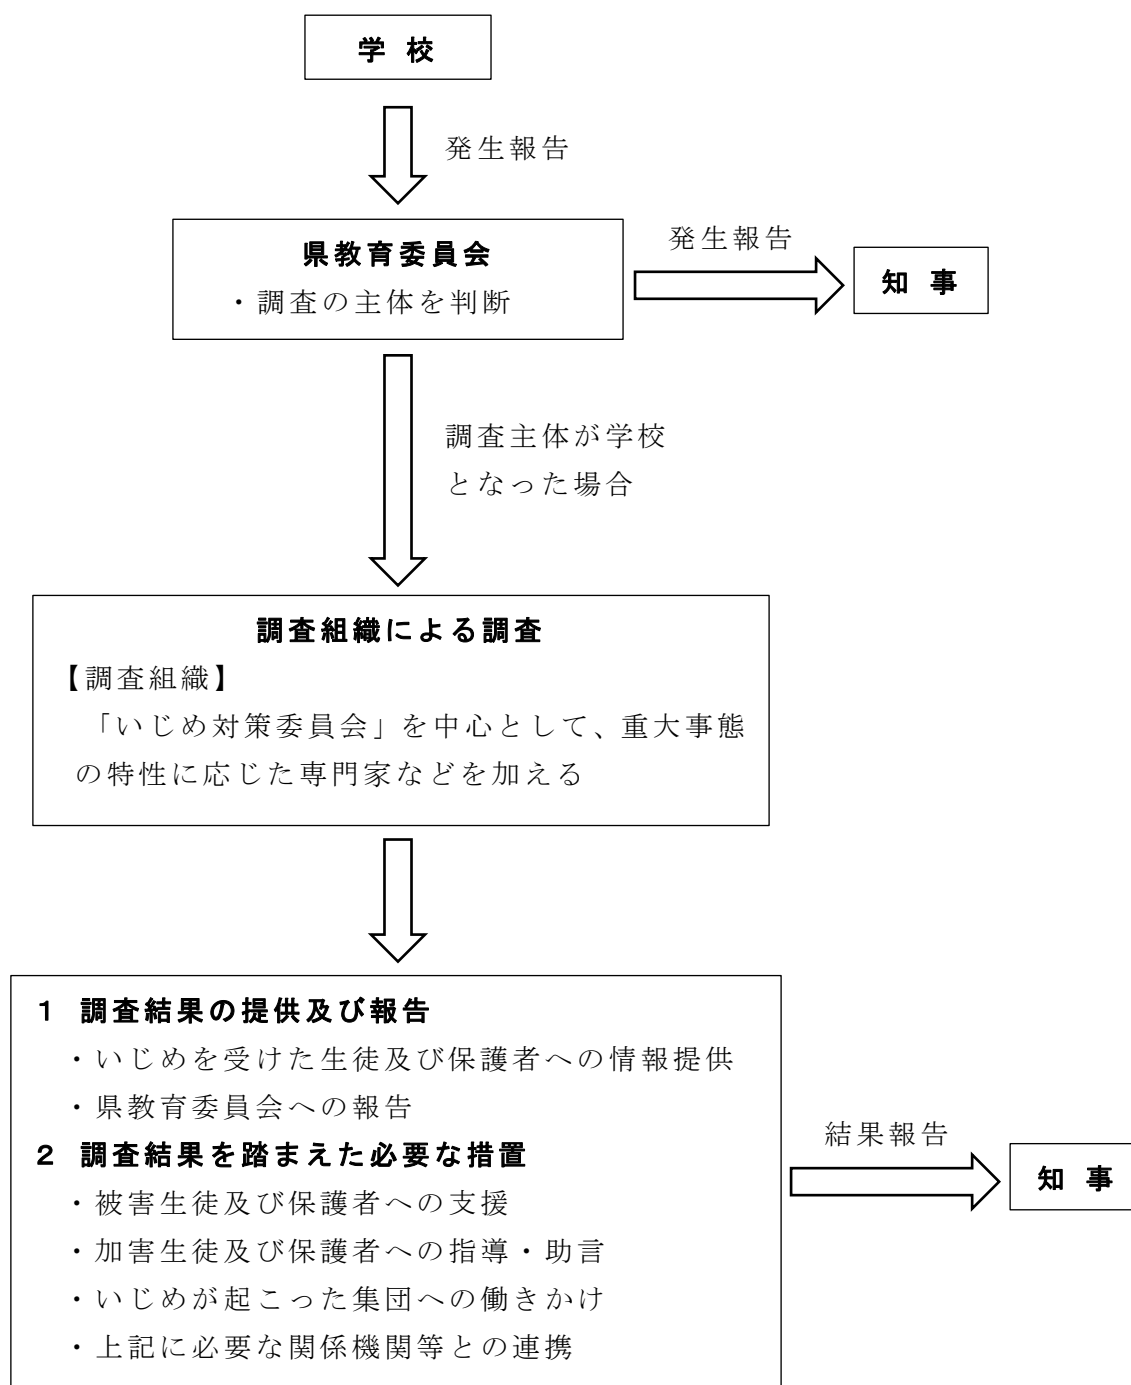 学 校
発生報告
県教育委員会
・調査の主体を判断
発生報告
知 事
調査主体が学校
となった場合
調査組織による調査
【調査組織】
「いじめ対策委員会」を中心として、重大事態
の特性に応じた専門家などを加える
１ 調査結果の提供及び報告
・いじめを受けた生徒及び保護者への情報提供
・県教育委員会への報告
２ 調査結果を踏まえた必要な措置
・被害生徒及び保護者への支援
・加害生徒及び保護者への指導・助言
・いじめが起こった集団への働きかけ
・上記に必要な関係機関等との連携
結果報告
知 事